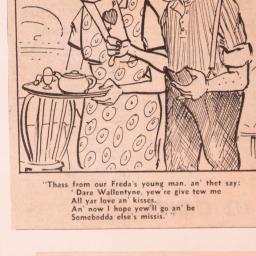 "Thass from our Freda's young man, an' thet say:
'Dare Wallentyne, yew're give tew me
All yar love an' kisses,
An' now I hope yew'll go an' be
Somebodda else's missis.'"